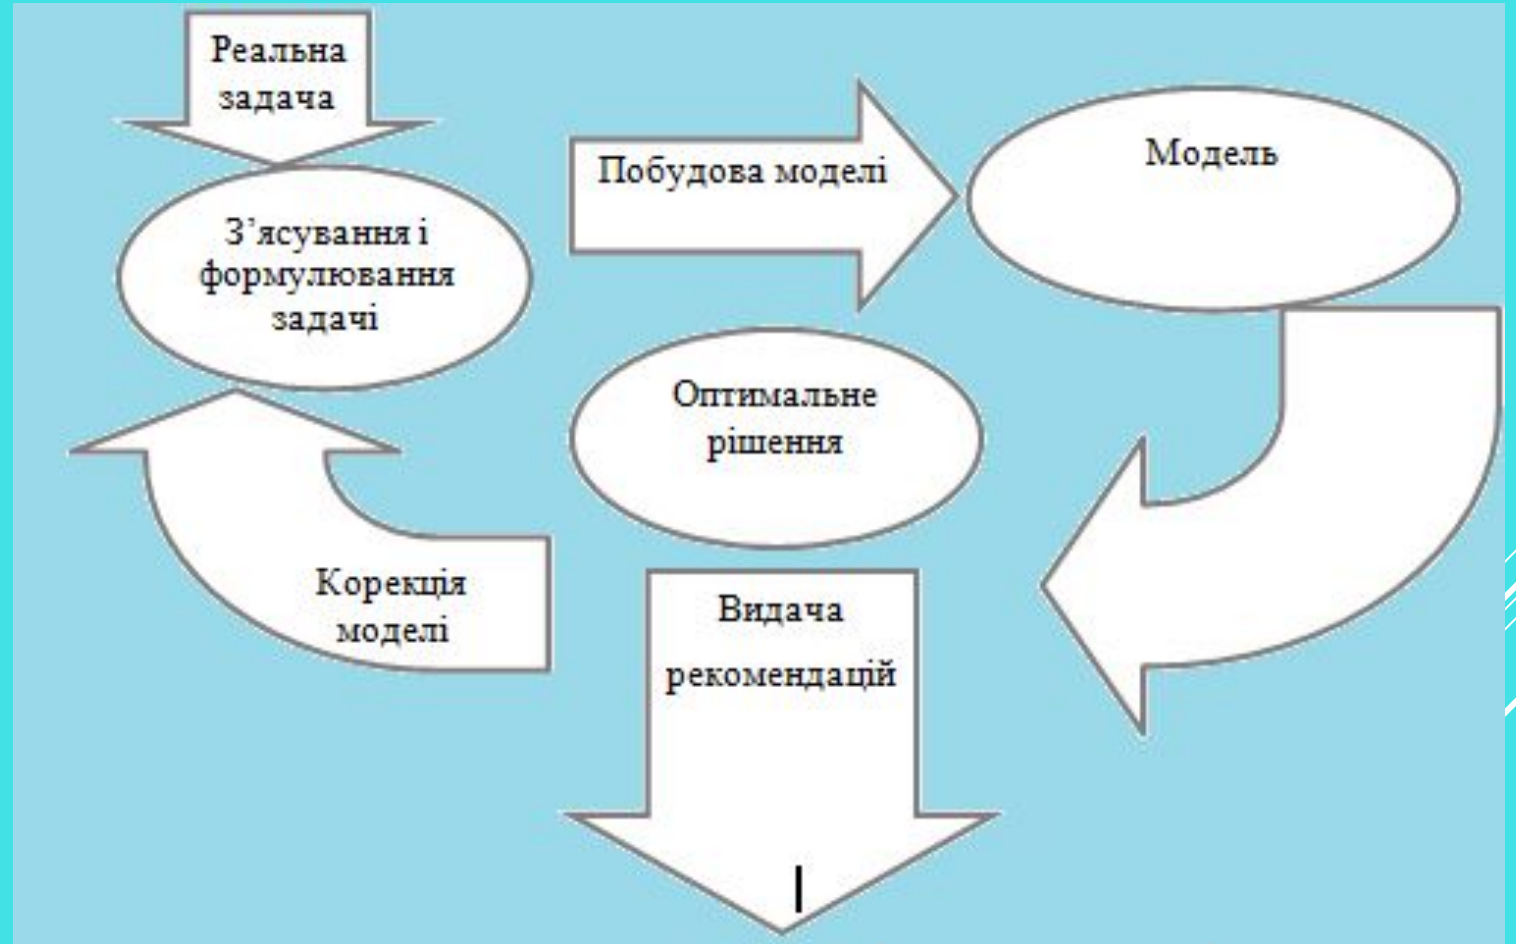 Реальна
задача
З’ясування і
формулювання
задачі
Побудова моделі
Модель
Оптимальне
рішення
Корекція
моделі
Видача
рекомендацій